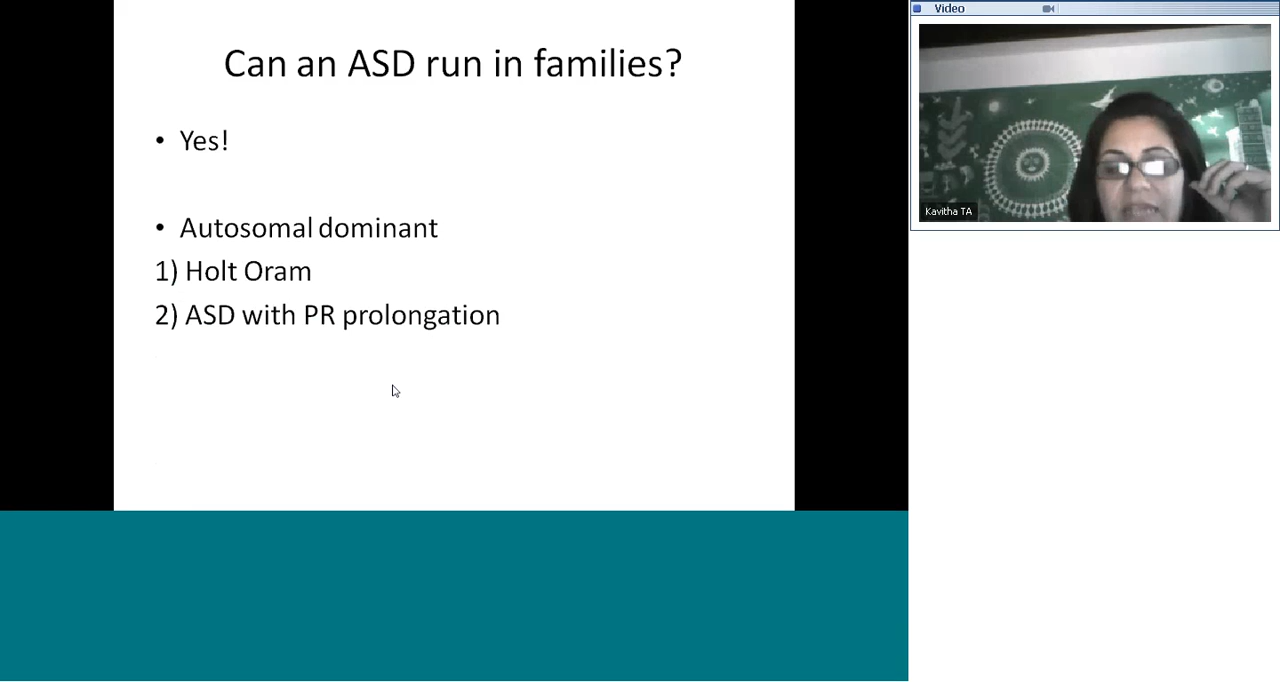 Can an ASD run in families?
• Yes!
• Autosomal dominant
1) Holt Oram
2) ASD with PR prolongation
Video
Kavitha TA